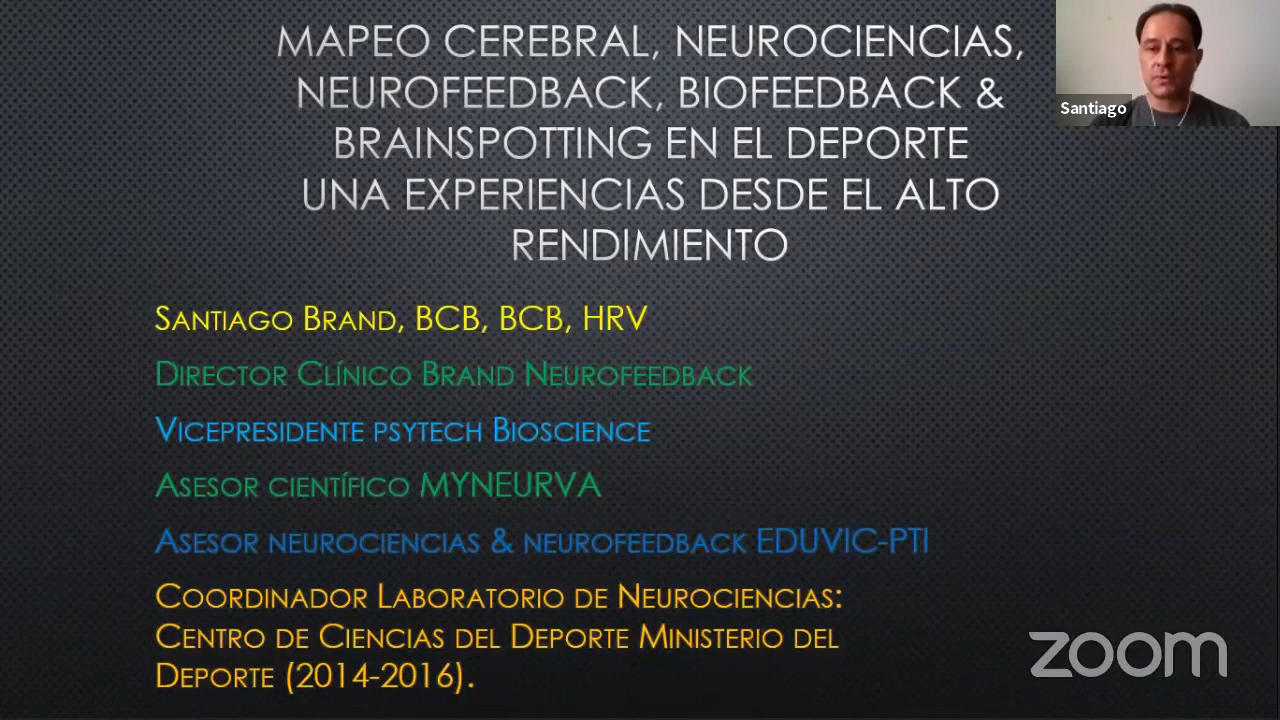 MAPEO CEREBRAL, NEUROCIENCIAS,
NEUROFEEDBACK, BIOFEEDBACK &
BRAINSPOTTING EN EL DEPORTE
UNA EXPERIENCIAS DESDE EL ALTO
RENDIMIENTO
Santiago
Santiago Brand, BCB, BCB, HRV
Director Clínico Brand Neurofeedback
Vicepresidente psytech Bioscience
Asesor científico MYNEURVA
Asesor neurociencias & neurofeedback EDUVIC-PTI
Coordinador Laboratorio de Neurociencias:
Centro de Ciencias del Deporte Ministerio del
Deporte (2014-2016).
zoom